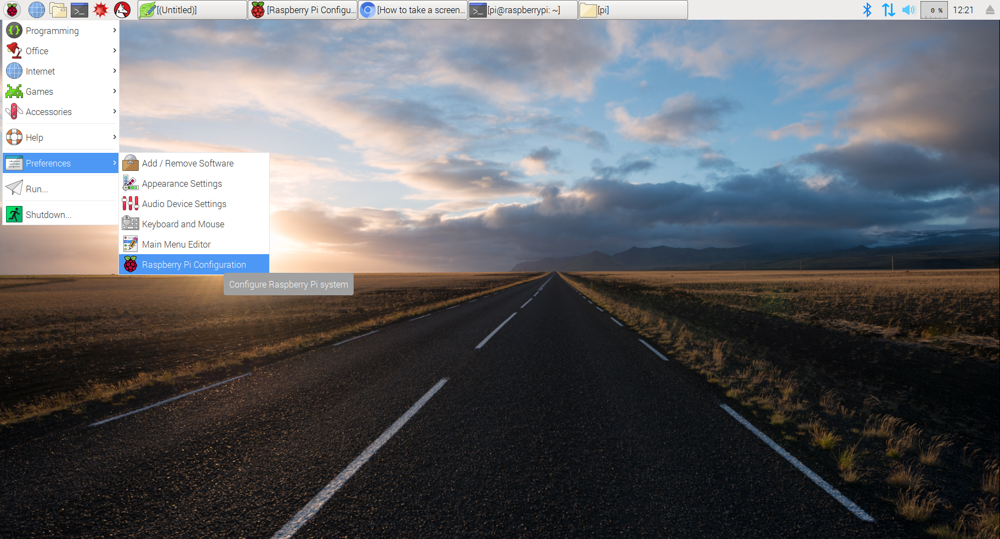 [(Untitled)]
[Raspberry Pi Configu...
[How to take a screen...
[pi@raspberrypi: ~]
[pi]
0 %
12:21
Programming
Office
Internet
Games
Accessories
Help
Preferences
Run...
Shutdown...
Add / Remove Software
Appearance Settings
Audio Device Settings
Keyboard and Mouse
Main Menu Editor
Raspberry Pi Configuration
Configure Raspberry Pi system